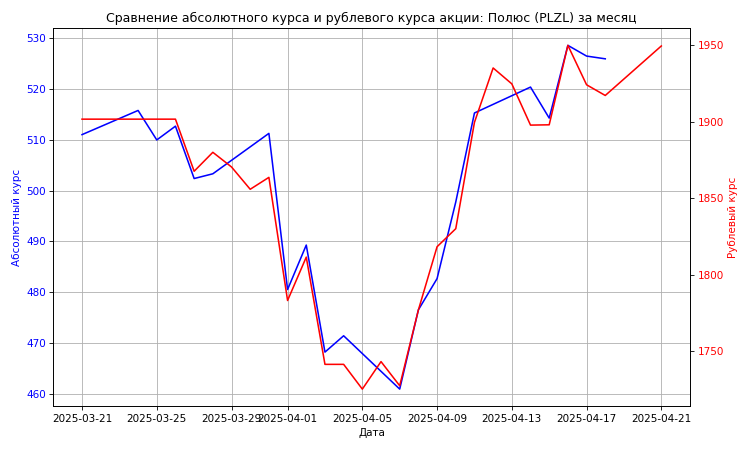 Сравнение абсолютного курса и рублевого курса акции: Полюс (PLZL) за месяц
530
520
510
500
490
480
470
460
Абсолютный курс
1950
1900
1850
1800
1750
Рублевый курс
2025-03-21 2025-03-25 2025-03-29 2025-04-01 2025-04-05 2025-04-09 2025-04-13 2025-04-17 2025-04-21
Дата